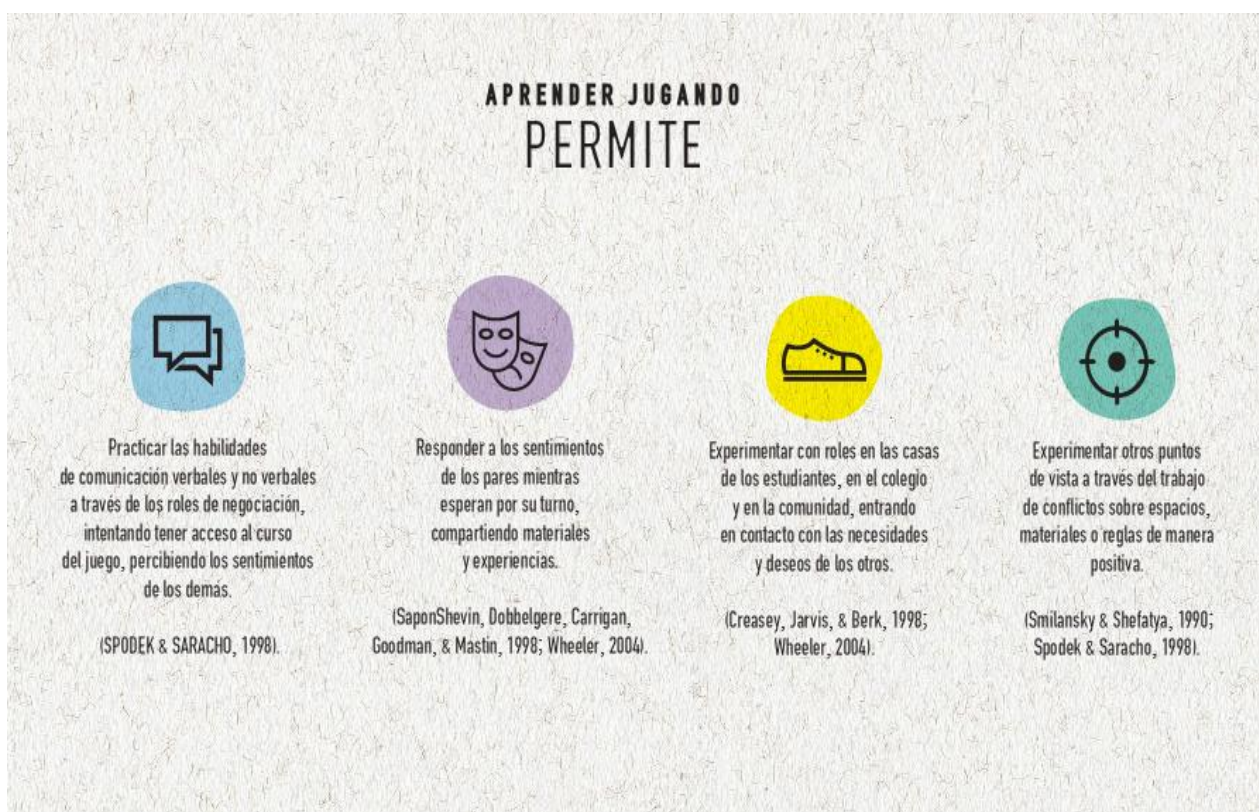 APRENDER JUGANDO
PERMITE
Practicar las habilidades
de comunicación verbales y no verbales
a través de los roles de negociación,
intentando tener acceso al curso
del juego, percibiendo los sentimientos
de los demás.
(SPODEK & SARACHO, 1998).
Responder a los sentimientos
de los pares mientras
esperan por su turno,
compartiendo materiales
y experiencias.
(SaponShevin, Dobbelgere, Carrigan,
Goodman, & Mastin, 1998; Wheeler, 2004).
Experimentar con roles en las casas
de los estudiantes, en el colegio
y en la comunidad, entrando
en contacto con las necesidades
y deseos de los otros.
(Creasey, Jarvis, & Berk, 1998;
Wheeler, 2004).
Experimentar otros puntos
de vista a través del trabajo
de conflictos sobre espacios,
materiales o reglas de manera
positiva.
(Smilansky & Shefatya, 1990;
Spodek & Saracho, 1998).